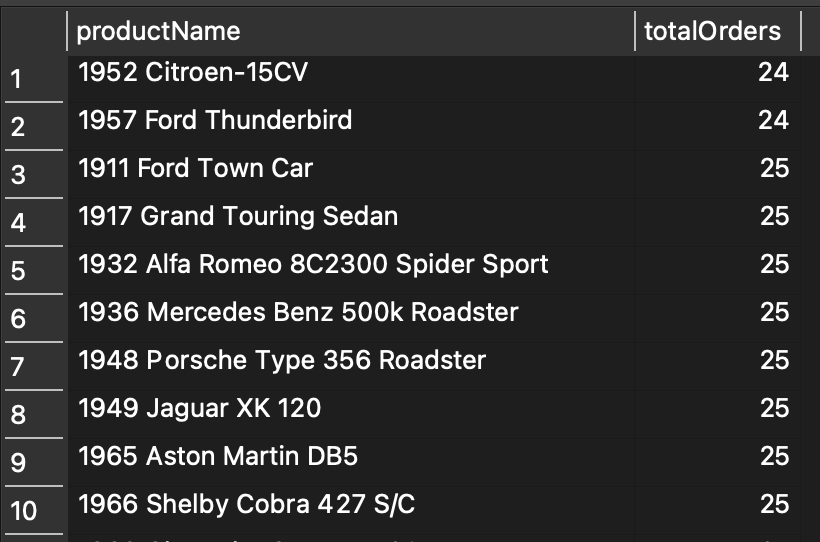 productName totalOrders
1 1952 Citroen-15CV 24
2 1957 Ford Thunderbird 24
3 1911 Ford Town Car 25
4 1917 Grand Touring Sedan 25
5 1932 Alfa Romeo 8C2300 Spider Sport 25
6 1936 Mercedes Benz 500k Roadster 25
7 1948 Porsche Type 356 Roadster 25
8 1949 Jaguar XK 120 25
9 1965 Aston Martin DB5 25
10 1966 Shelby Cobra 427 S/C 25